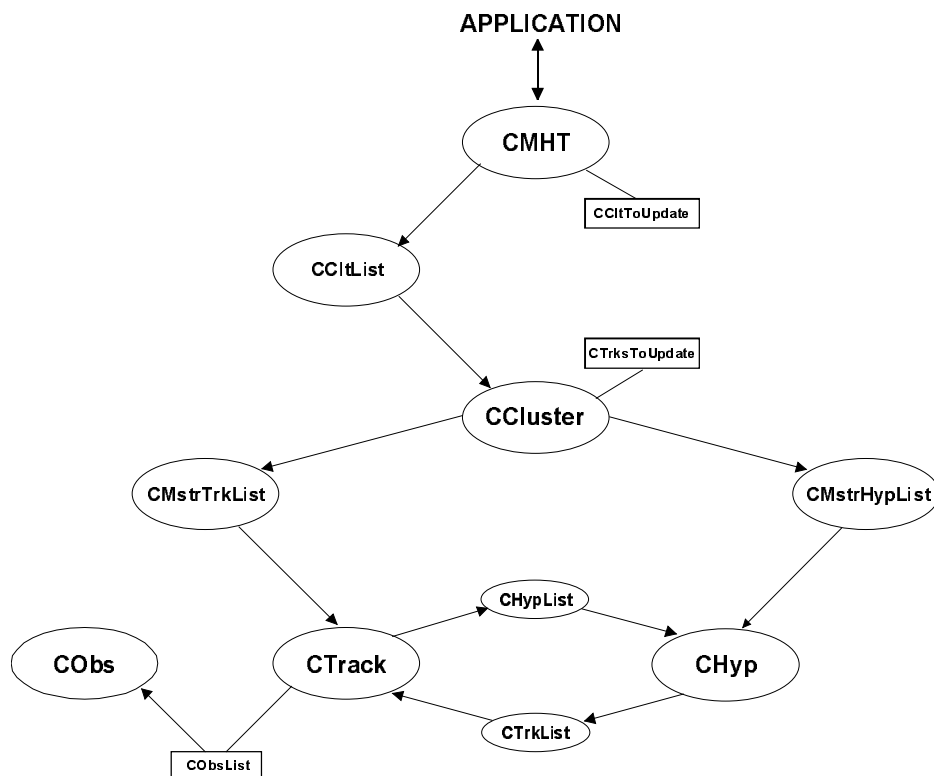 APPLICATION
CMHT
CCltToUpdate
CCltList
CTrksToUpdate
CCluster
CMstrTrkList
CMstrHypList
CHypList
CObs
CTrack
CHyp
CTrkList
CObsList